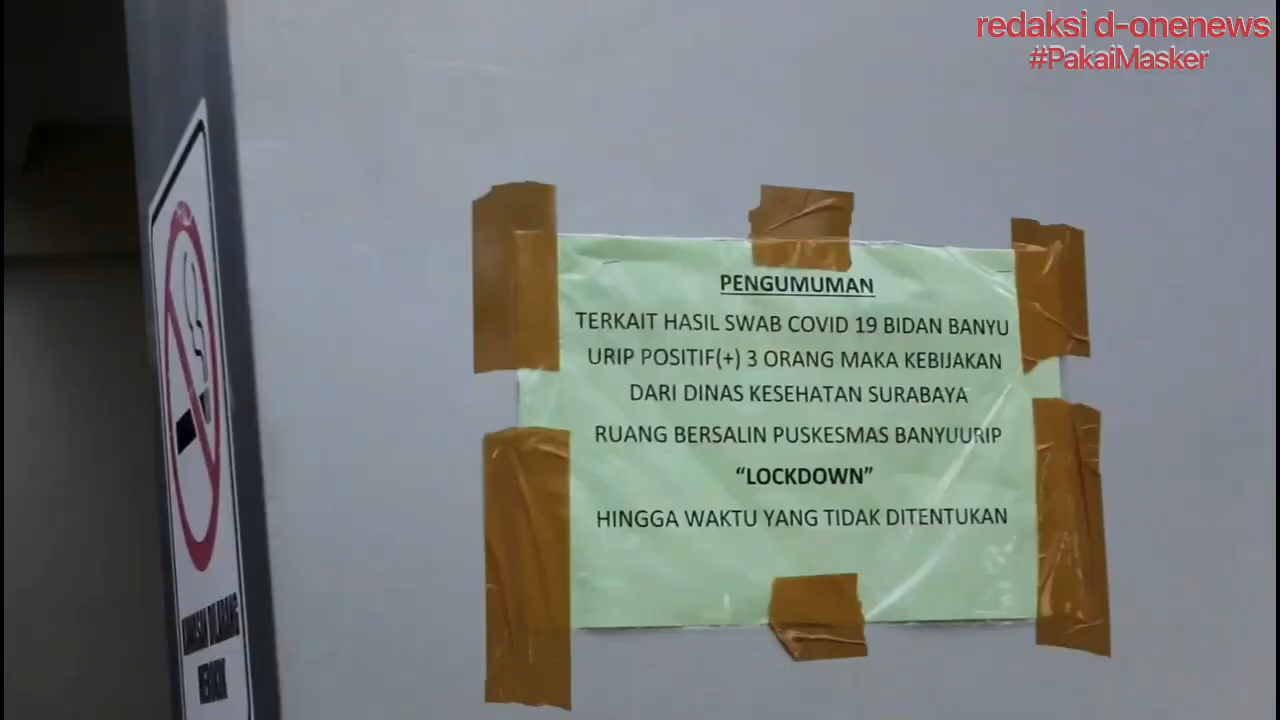 redaksi d-onenews
#PakaiMasker
PENGUMUMAN
TERKAIT HASIL SWAB COVID 19 BIDAN BANYU
URIP POSITIF(+) 3 ORANG MAKA KEBIJAKAN
DARI DINAS KESEHATAN SURABAYA
RUANG BERSALIN PUSKESMAS BANYUURIP
“LOCKDOWN”
HINGGA WAKTU YANG TIDAK DITENTUKAN
DILARANG